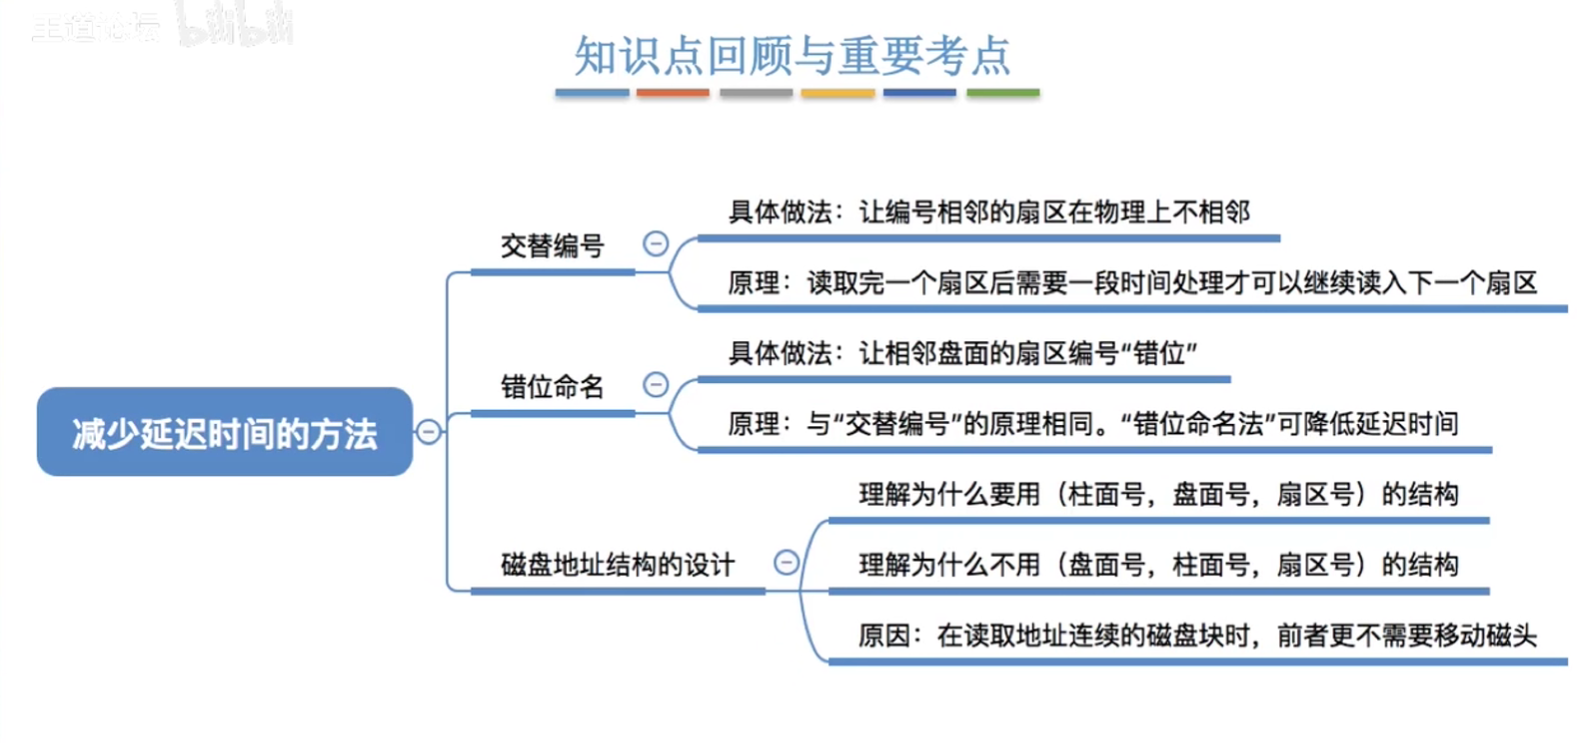 王道论坛 bilibili
知识点回顾与重要考点
具体做法：让编号相邻的扇区在物理上不相邻
交替编号
原理：读取完一个扇区后需要一段时间处理才可以继续读入下一个扇区
具体做法：让相邻盘面的扇区编号“错位”
错位命名
原理：与“交替编号”的原理相同。“错位命名法”可降低延迟时间
减少延迟时间的方法
理解为什么要用（柱面号，盘面号，扇区号）的结构
磁盘地址结构的设计
理解为什么不用（盘面号，柱面号，扇区号）的结构
原因：在读取地址连续的磁盘块时，前者更不需要移动磁头